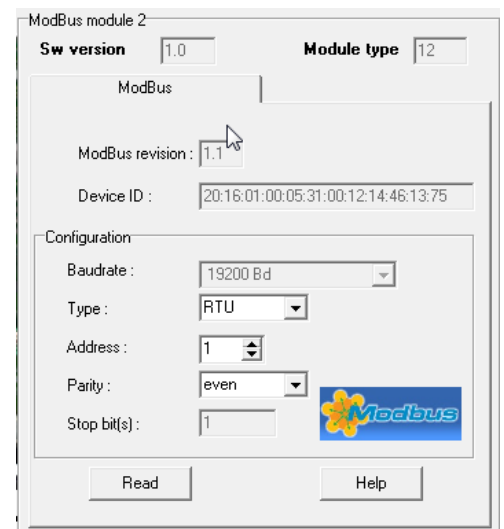 ModBus module 2
Sw version 1.0 Module type 12
ModBus
ModBus revision : 1.1
Device ID : 20:16:01:00:05:31:00:12:14:46:13:75
Configuration
Baudrate : 19200 Bd
Type : RTU
Address : 1
Parity : even
Stop bit(s) : 1
Modbus
Read Help